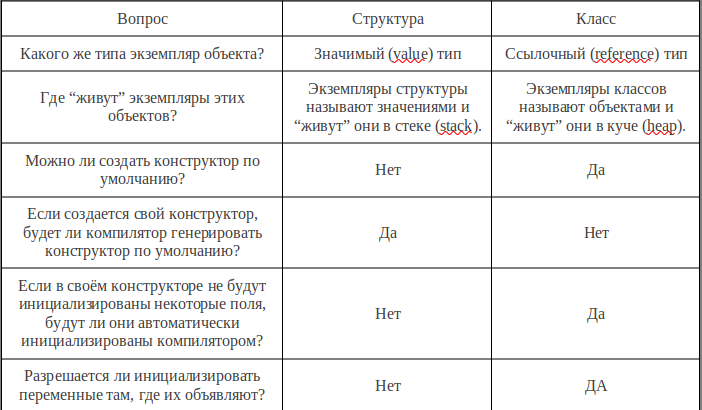 Вопрос
Структура
Класс
Какого же типа экземпляр объекта?
Значимый (value) тип
Ссылочный (reference) тип
Где “живут” экземпляры этих
объектов?
Экземпляры структуры
называют значениями и
“живут” они в стеке (stack).
Экземпляры классов
называют объектами и
“живут” они в куче (heap).
Можно ли создать конструктор по
умолчанию?
Нет
Да
Если создается свой конструктор,
будет ли компилятор генерировать
конструктор по умолчанию?
Да
Нет
Если в своём конструкторе не будут
инициализированы некоторые поля,
будут ли они автоматически
инициализированы компилятором?
Нет
Да
Разрешается ли инициализировать
переменные там, где их объявляют?
Нет
ДА